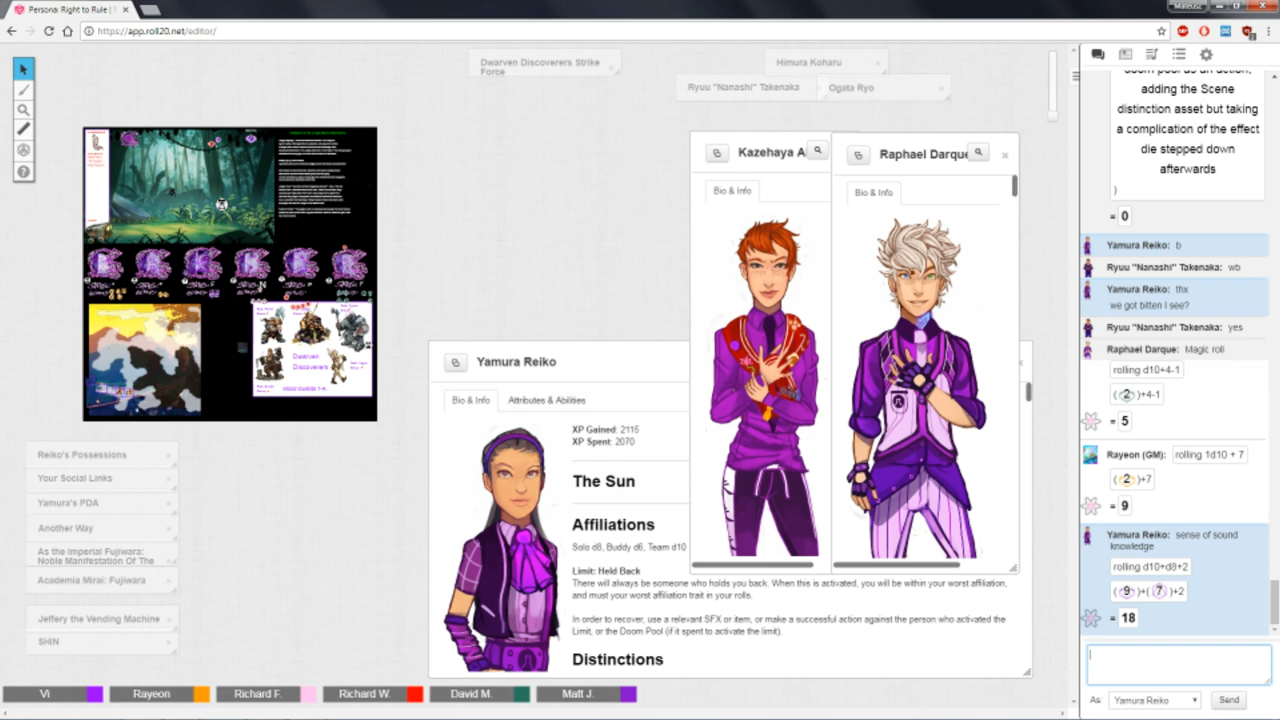 Persona: Right to Rule |
Mateusz
https://app.roll20.net/editor/
Dwarven Discoverers Strike
Force
Himura Koharu
Ryuu "Nanashi" Takenaka
Ogata Ryo
Kazehaya A
Bio & Info
Raphael Darque
Bio & Info
Dwarven
Discoverers
Yamura Reiko
Bio & Info
Attributes & Abilities
XP Gained: 2115
XP Spent: 2070
The Sun
Affiliations
Solo d8, Buddy d6, Team d10
Limit: Held Back
There will always be someone who holds you back. When this is activated, you will be within your worst affiliation,
and must your worst affiliation trait in your rolls.
In order to recover, use a relevant SFX or item, or make a successful action against the person who activated the
Limit, or the Doom Pool (if it spent to activate the limit).
Distinctions
Reiko's Possessions
Your Social Links
Yamura's PDA
Another Way
As the Imperial Fujiwara:
Noble Manifestation Of The
Academia Mirai: Fujiwara
Jeffery the Vending Machine
SHIN
Vi
Rayeon
Richard F.
Richard W.
David M.
Matt J.
doom pool as an action,
adding the Scene
distinction asset but taking
a complication of the effect
die stepped down
afterwards
)
= 0
Yamura Reiko: b
Ryuu "Nanashi" Takenaka: wb
Yamura Reiko: thx
we got bitten I see?
Ryuu "Nanashi" Takenaka: yes
Raphael Darque: Magic roll
rolling d10+4-1
(2)+4-1
= 5
Rayeon (GM): rolling 1d10 + 7
(2)+7
= 9
Yamura Reiko: sense of sound
knowledge
rolling d10+d8+2
(9)+(7)+2
= 18
As: Yamura Reiko
Send